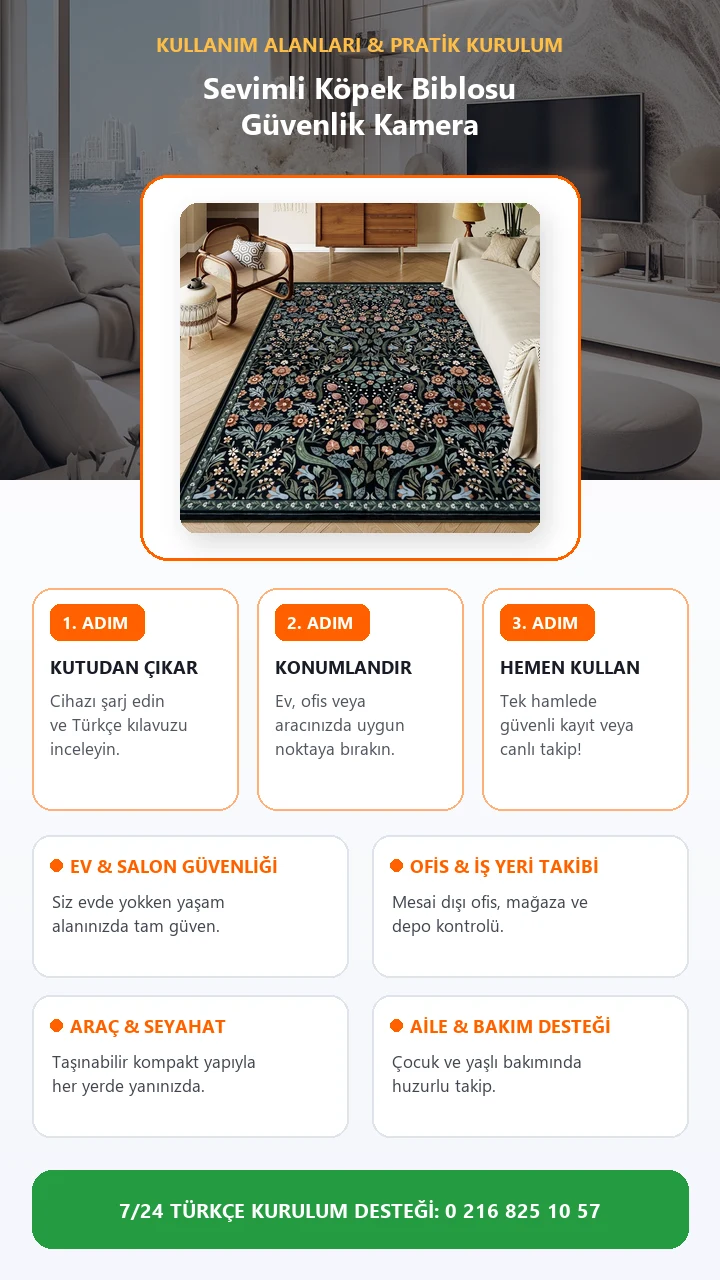 KULLANIM ALANLARI & PRATİK KURULUM
Sevimli Köpek Biblosu
Güvenlik Kamera
1. ADIM
KUTUDAN ÇIKAR
Cihazı şarj edin
ve Türkçe kılavuzu
inceleyin.
2. ADIM
KONUMLANDIR
Ev, ofis veya
aracınızda uygun
noktaya bırakın.
3. ADIM
HEMEN KULLAN
Tek hamlede
güvenli kayıt veya
canlı takip!
EV & SALON GÜVENLİĞİ
Siz evde yokken yaşam
alanınızda tam güven.
OFİS & İŞ YERİ TAKİBİ
Mesai dışı ofis, mağaza ve
depo kontrolü.
ARAÇ & SEYAHAT
Taşınabilir kompakt yapıyla
her yerde yanınızda.
AİLE & BAKIM DESTEĞİ
Çocuk ve yaşlı bakımında
huzurlu takip.
7/24 TÜRKÇE KURULUM DESTEĞİ: 0 216 825 10 57